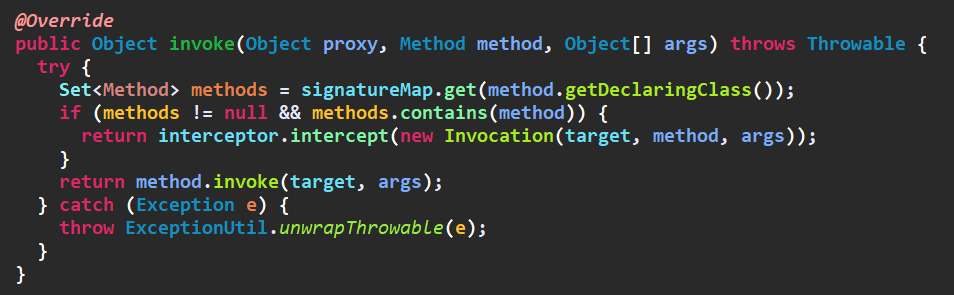 @Override
public Object invoke(Object proxy, Method method, Object[] args) throws Throwable {
  try {
    Set<Method> methods = signatureMap.get(method.getDeclaringClass());
    if (methods != null && methods.contains(method)) {
      return interceptor.intercept(new Invocation(target, method, args));
    }
    return method.invoke(target, args);
  } catch (Exception e) {
    throw ExceptionUtil.unwrapThrowable(e);
  }
}